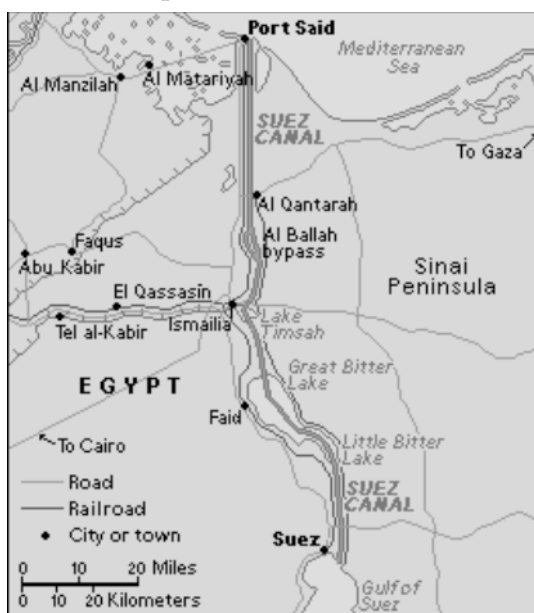 Port Said
Mediterranean
Sea
Al Manzilah
Al Matariyah
SUEZ
CANAL
To Gaza
Al Qantarah
Al Ballah
bypass
Faqus
Abu Kabir
Sinai
Peninsula
El Qassasin
Tel al-Kabir
Ismailia
Lake
Timsah
Great Bitter
Lake
EGYPT
Faid
To Cairo
Little Bitter
Lake
Road
Railroad
City or town
SUEZ
CANAL
Suez
0 10 20 Miles
0 10 20 Kilometers
Gulf of
Suez